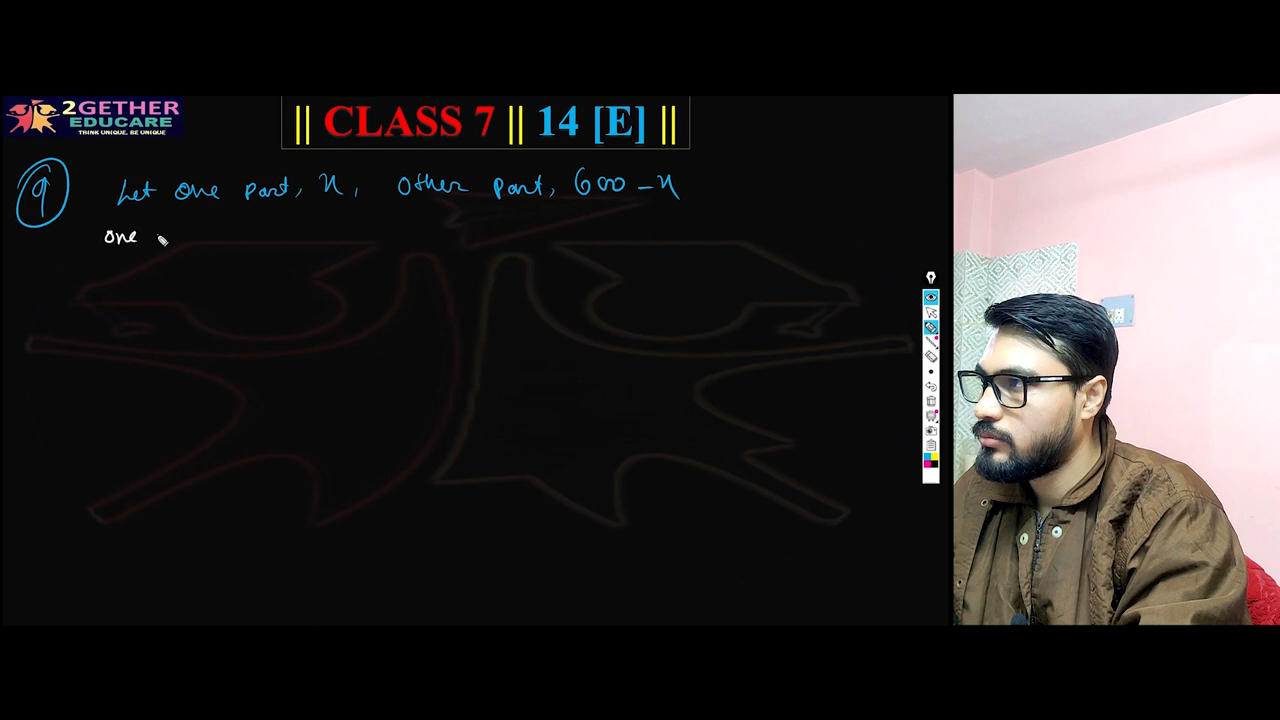 2GETHER
EDUCARE
THINK UNIQUE, BE UNIQUE
|| CLASS 7 || 14 [E] ||
9 Let one part, x, Other part, 600 - x
one